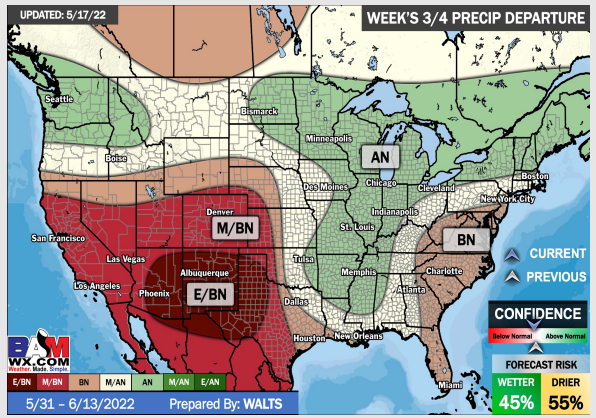 UPDATED: 5/17/22
WEEK'S 3/4 PRECIP DEPARTURE
Seattle
Bismarck
Minneapolis
Boise
AN
Chicago
Cleveland
Boston
Des Moines
New York City
Denver
Indianapolis
M/BN
St. Louis
BN
San Francisco
CURRENT
Las Vegas
Tulsa
Albuquerque
Memphis
Charlotte
PREVIOUS
Los Angeles
Phoenix
E/BN
Atlanta
Dallas
CONFIDENCE
Houston
New Orleans
Below Normal
Above Normal
BAM
WX.COM
Weather. Made. Simple.
FORECAST RISK
E/BN M/BN BN M/AN AN M/AN E/AN
Miami
WETTER
DRIER
5/31 – 6/13/2022
Prepared By: WALTS
45%
55%